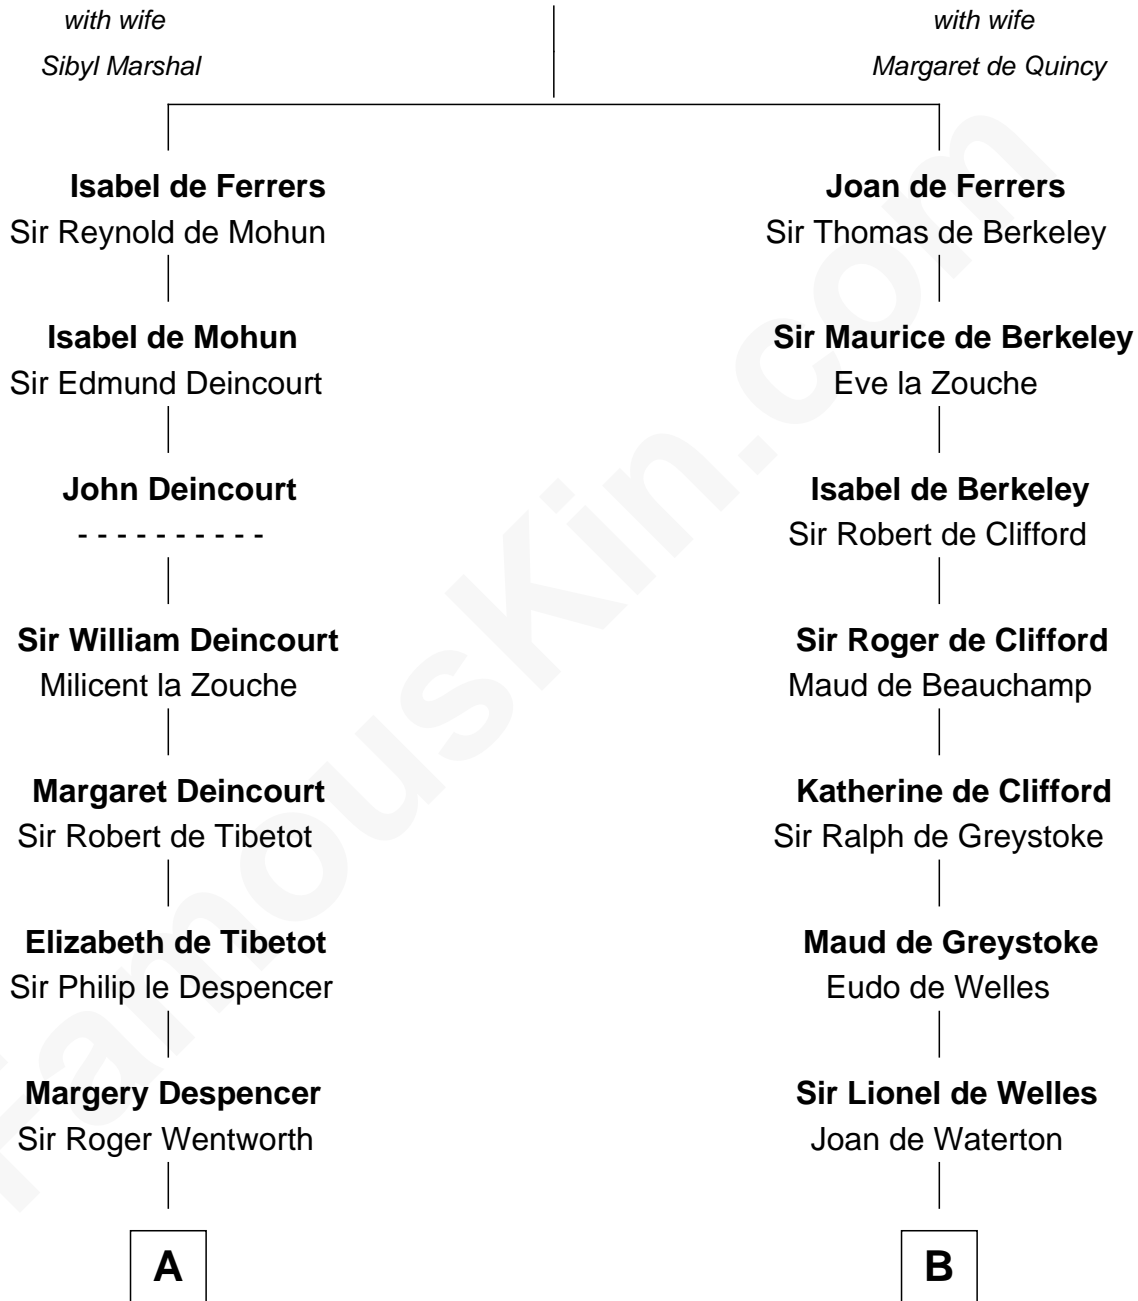 with wife
Sibyl Marshal
with wife
Margaret de Quincy
Isabel de Ferrers
Sir Reynold de Mohun
Joan de Ferrers
Sir Thomas de Berkeley
Isabel de Mohun
Sir Edmund Deincourt
Sir Maurice de Berkeley
Eve la Zouche
John Deincourt
- - - - - - - - - -
Isabel de Berkeley
Sir Robert de Clifford
Sir William Deincourt
Milicent la Zouche
Sir Roger de Clifford
Maud de Beauchamp
Margaret Deincourt
Sir Robert de Tibetot
Katherine de Clifford
Sir Ralph de Greystoke
Elizabeth de Tibetot
Sir Philip le Despencer
Maud de Greystoke
Eudo de Welles
Margery Despencer
Sir Roger Wentworth
Sir Lionel de Welles
Joan de Waterton
A
B
FamousKin.com